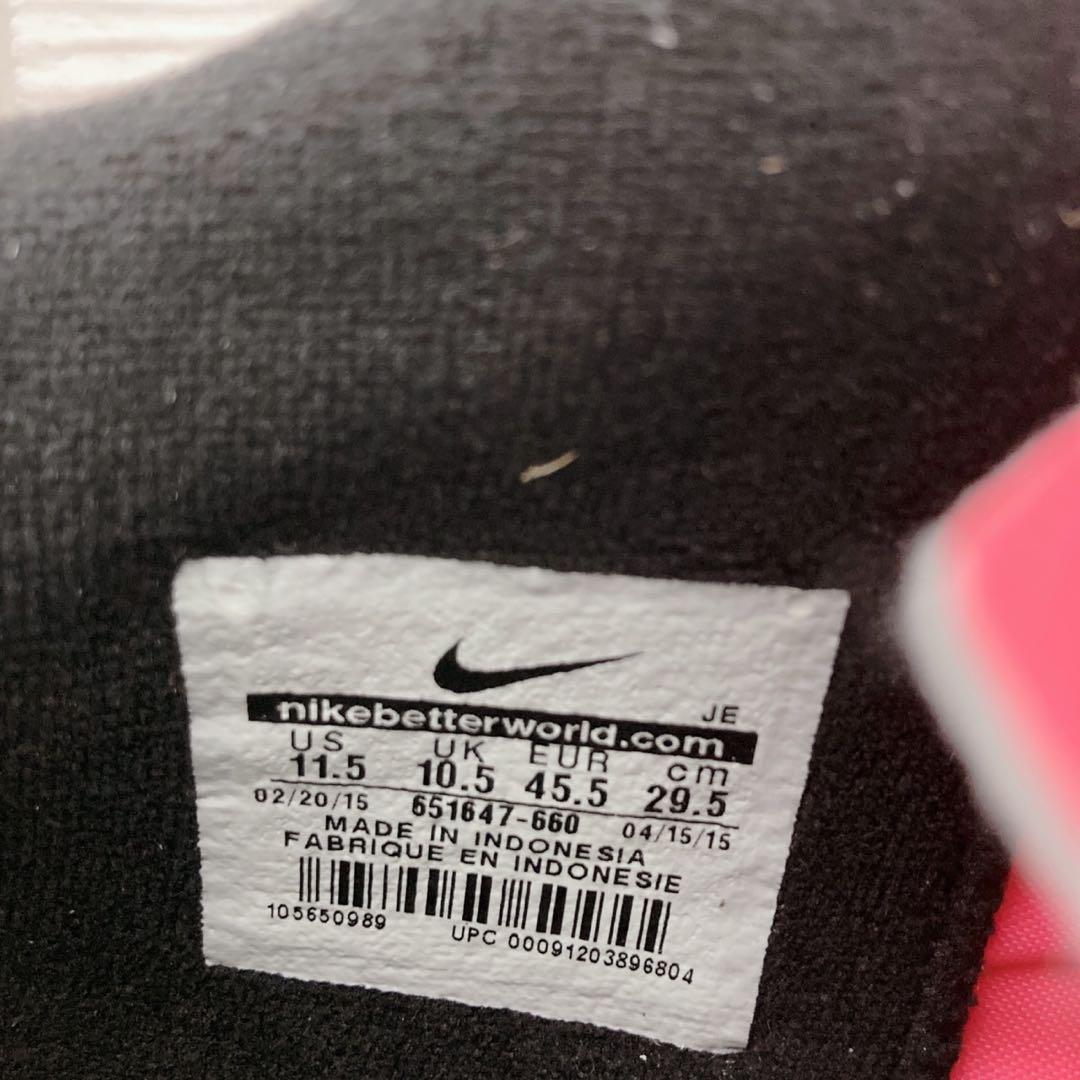 JE
nikebetterworld.com
US UK EUR cm
11.5 10.5 45.5 29.5
02/20/15 651647-660 04/15/15
MADE IN INDONESIA
FABRIQUE EN INDONESIE
105650989 UPC 00091203896804